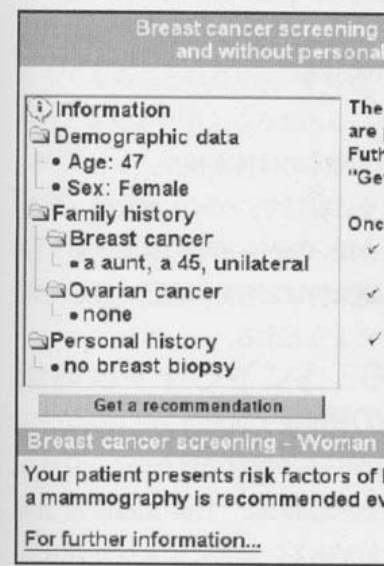 Breast cancer screening
and without personal
Information
Demographic data
• Age: 47
• Sex: Female
Family history
Breast cancer
• a aunt, a 45, unilateral
Ovarian cancer
• none
Personal history
• no breast biopsy
The
are
Futh
"Ge
Onc
✓
✓
Get a recommendation
Breast cancer screening - Woman
Your patient presents risk factors of
a mammography is recommended ev
For further information...